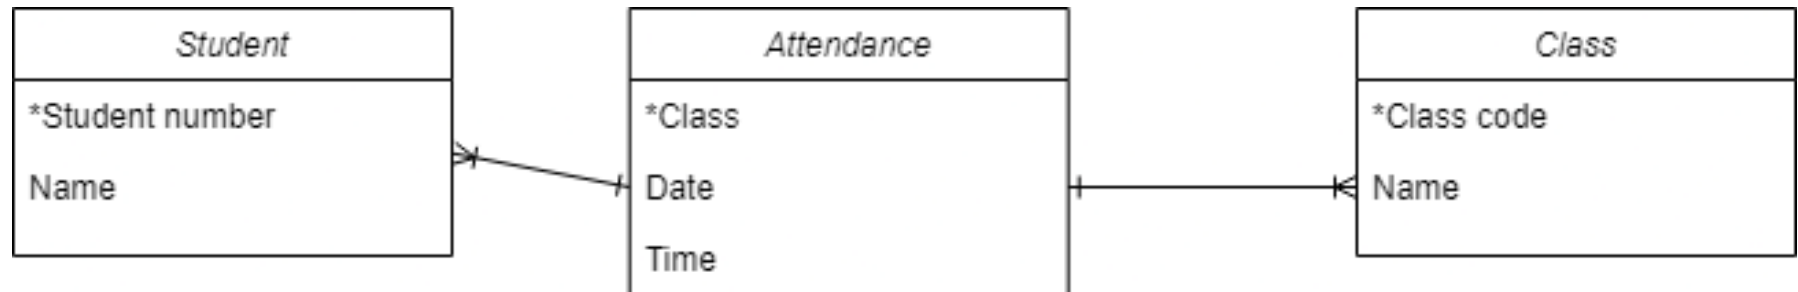 Student
*Student number
Name
Attendance
*Class
Date
Time
Class
*Class code
Name